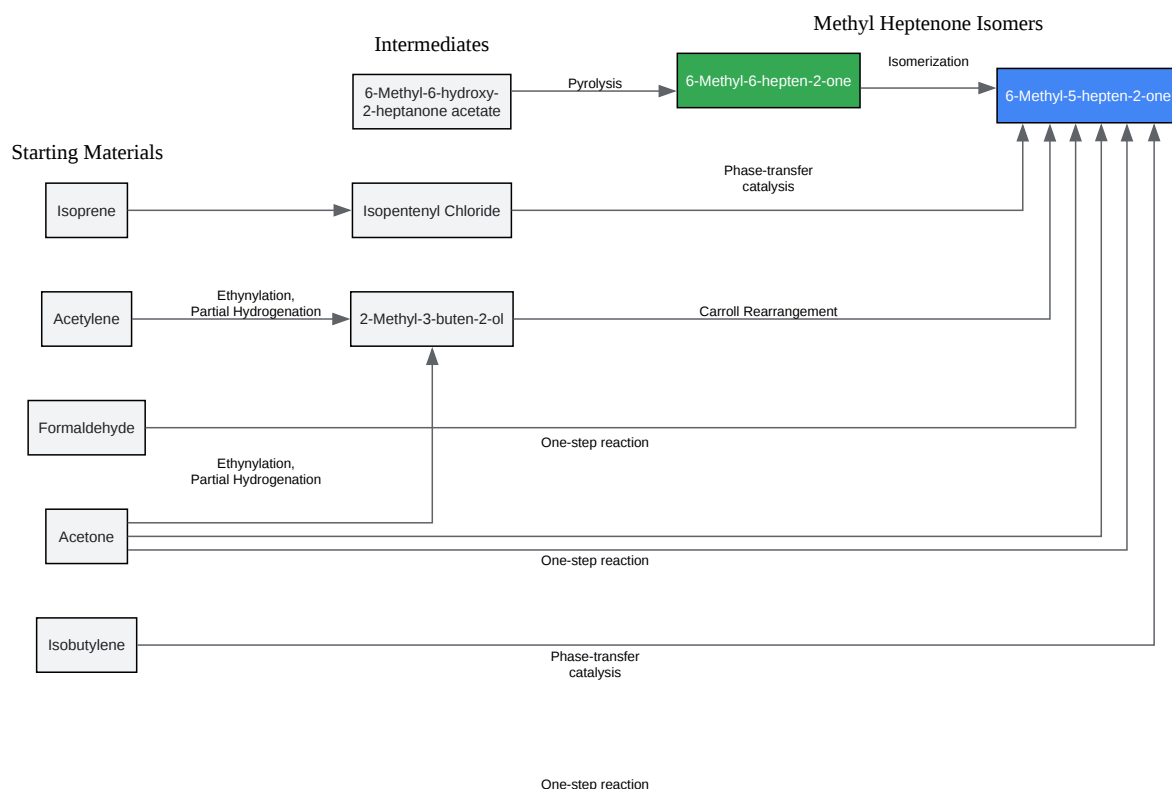 Methyl Heptenone Isomers
Intermediates
6-Methyl-6-hydroxy-
2-heptanone acetate
Pyrolysis
6-Methyl-6-hepten-2-one
Isomerization
6-Methyl-5-hepten-2-one
Starting Materials
Isoprene
Isopentenyl Chloride
Phase-transfer
catalysis
Acetylene
Ethynylation,
Partial Hydrogenation
2-Methyl-3-buten-2-ol
Carroll Rearrangement
Formaldehyde
One-step reaction
Ethynylation,
Partial Hydrogenation
Acetone
One-step reaction
Isobutylene
Phase-transfer
catalysis
One-step reaction